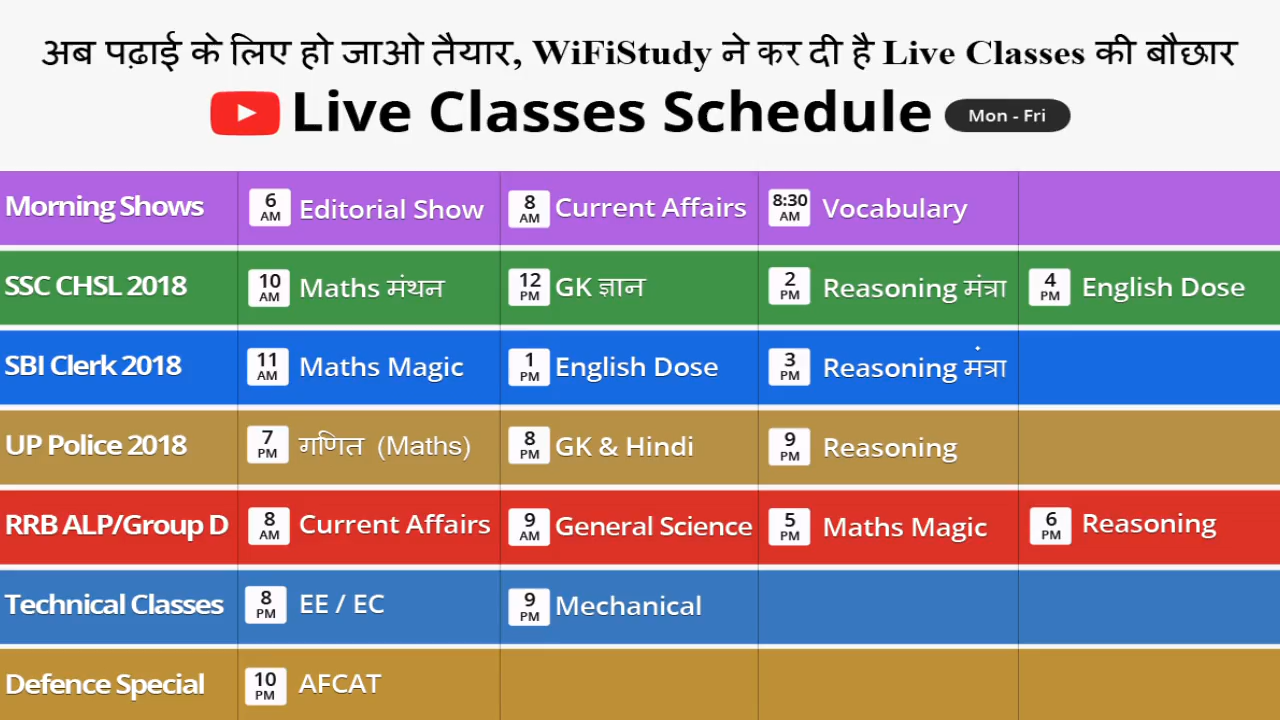 अब पढ़ाई के लिए हो जाओ तैयार, WiFiStudy ने कर दी है Live Classes की बौछार
Live Classes Schedule Mon - Fri
Morning Shows 6 AM Editorial Show 8 AM Current Affairs 8:30 AM Vocabulary
SSC CHSL 2018 10 AM Maths मंथन 12 PM GK ज्ञान 2 PM Reasoning मंत्रा 4 PM English Dose
SBI Clerk 2018 11 AM Maths Magic 1 PM English Dose 3 PM Reasoning मंत्रा
UP Police 2018 7 PM गणित (Maths) 8 PM GK & Hindi 9 PM Reasoning
RRB ALP/Group D 8 AM Current Affairs 9 AM General Science 5 PM Maths Magic 6 PM Reasoning
Technical Classes 8 PM EE / EC 9 PM Mechanical
Defence Special 10 PM AFCAT